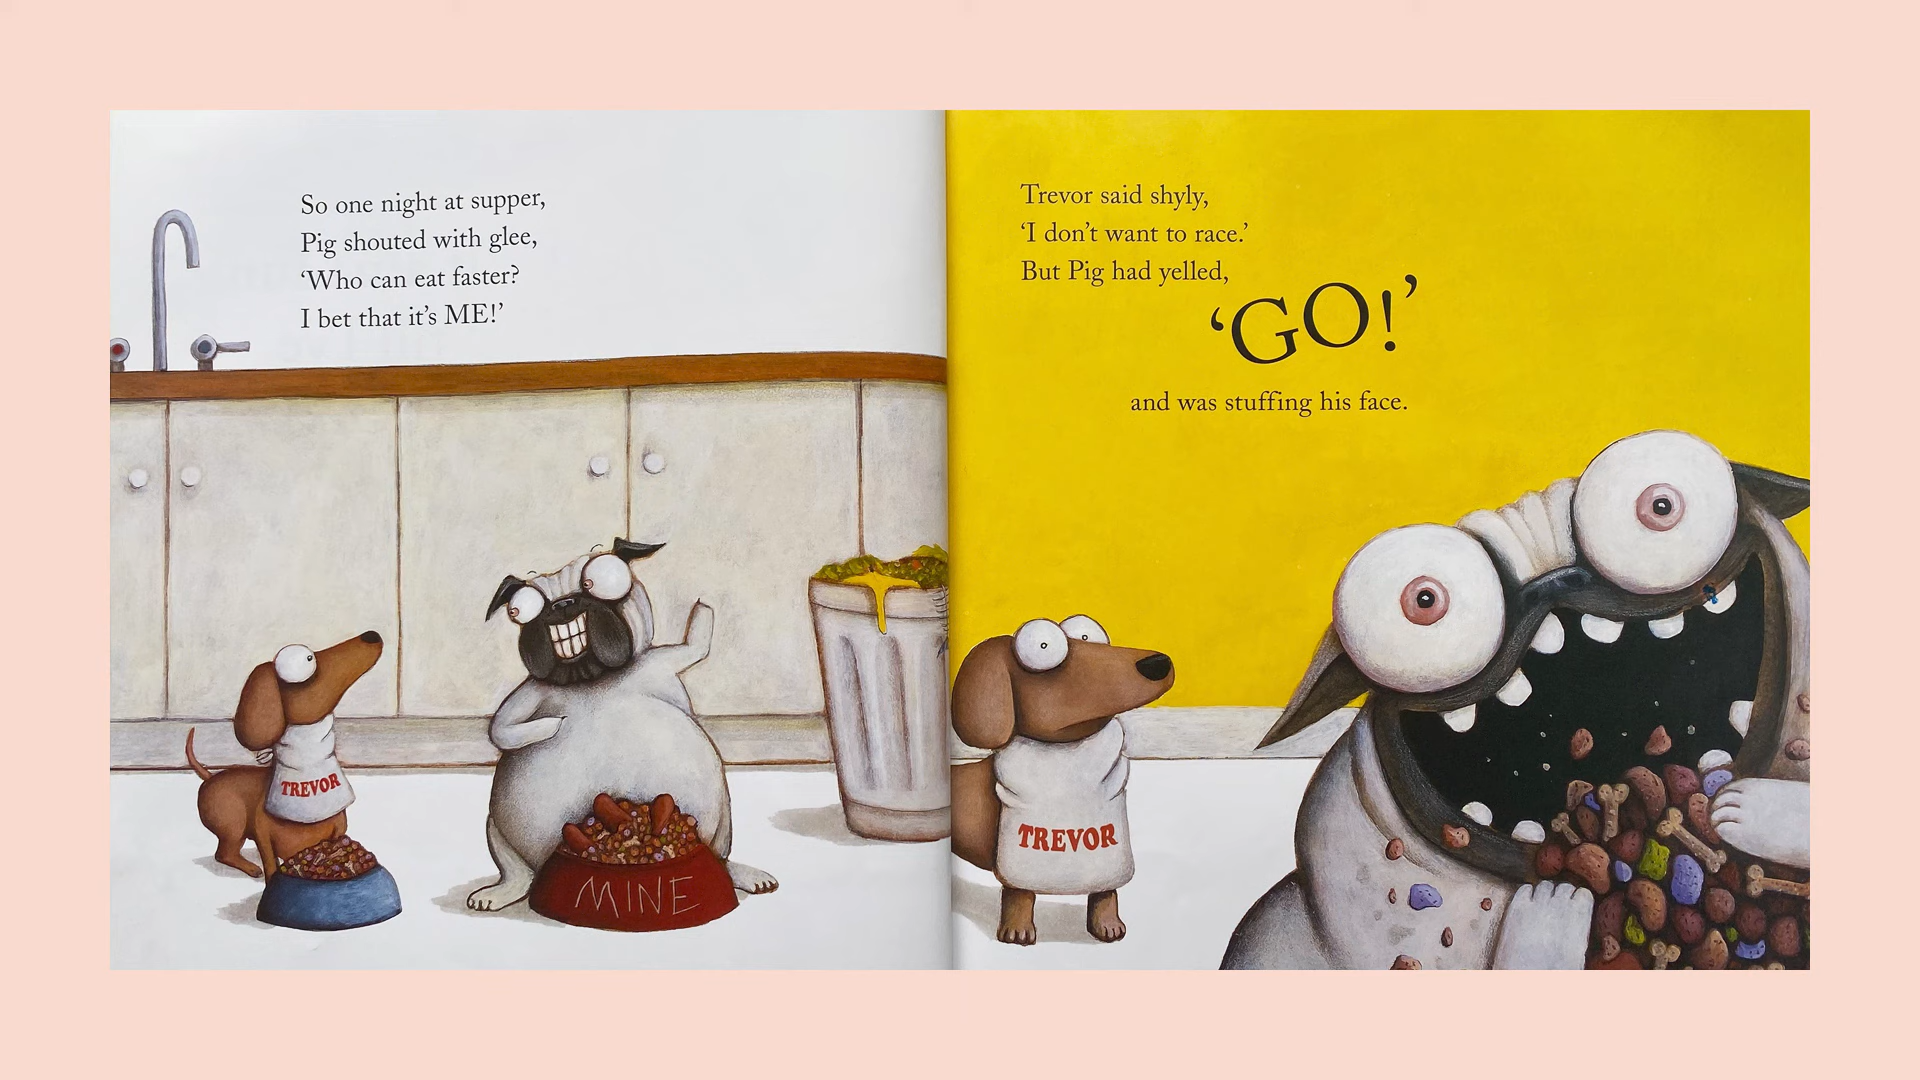 So one night at supper,
Pig shouted with glee,
‘Who can eat faster?
I bet that it’s ME!’
TREVOR
MINE
Trevor said shyly,
‘I don’t want to race.’
But Pig had yelled,
‘GO!’
and was stuffing his face.
TREVOR